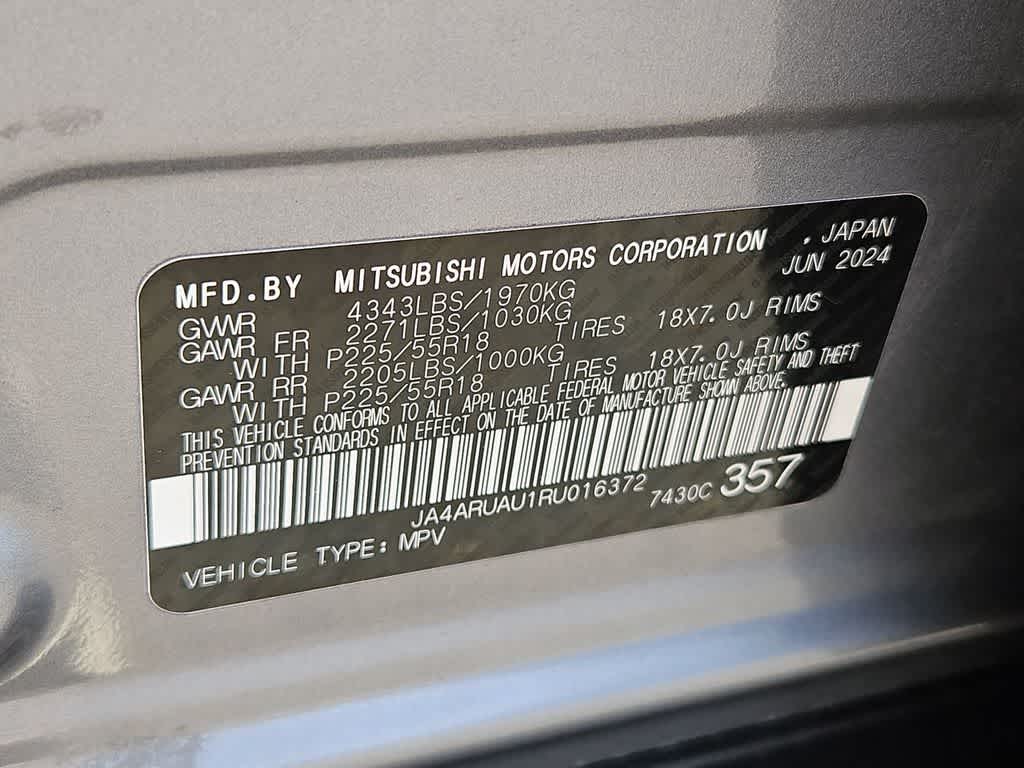 MFD.BY MITSUBISHI MOTORS CORPORATION . JAPAN
JUN 2024
GVWR 4343LBS/1970KG
GAWR FR 2271LBS/1030KG
WITH P225/55R18 TIRES 18X7.0J RIMS
GAWR RR 2205LBS/1000KG
WITH P225/55R18 TIRES 18X7.0J RIMS
THIS VEHICLE CONFORMS TO ALL APPLICABLE FEDERAL MOTOR VEHICLE SAFETY AND THEFT
PREVENTION STANDARDS IN EFFECT ON THE DATE OF MANUFACTURE SHOWN ABOVE.
JA4ARUAU1RU016372 7430C 357
VEHICLE TYPE: MPV